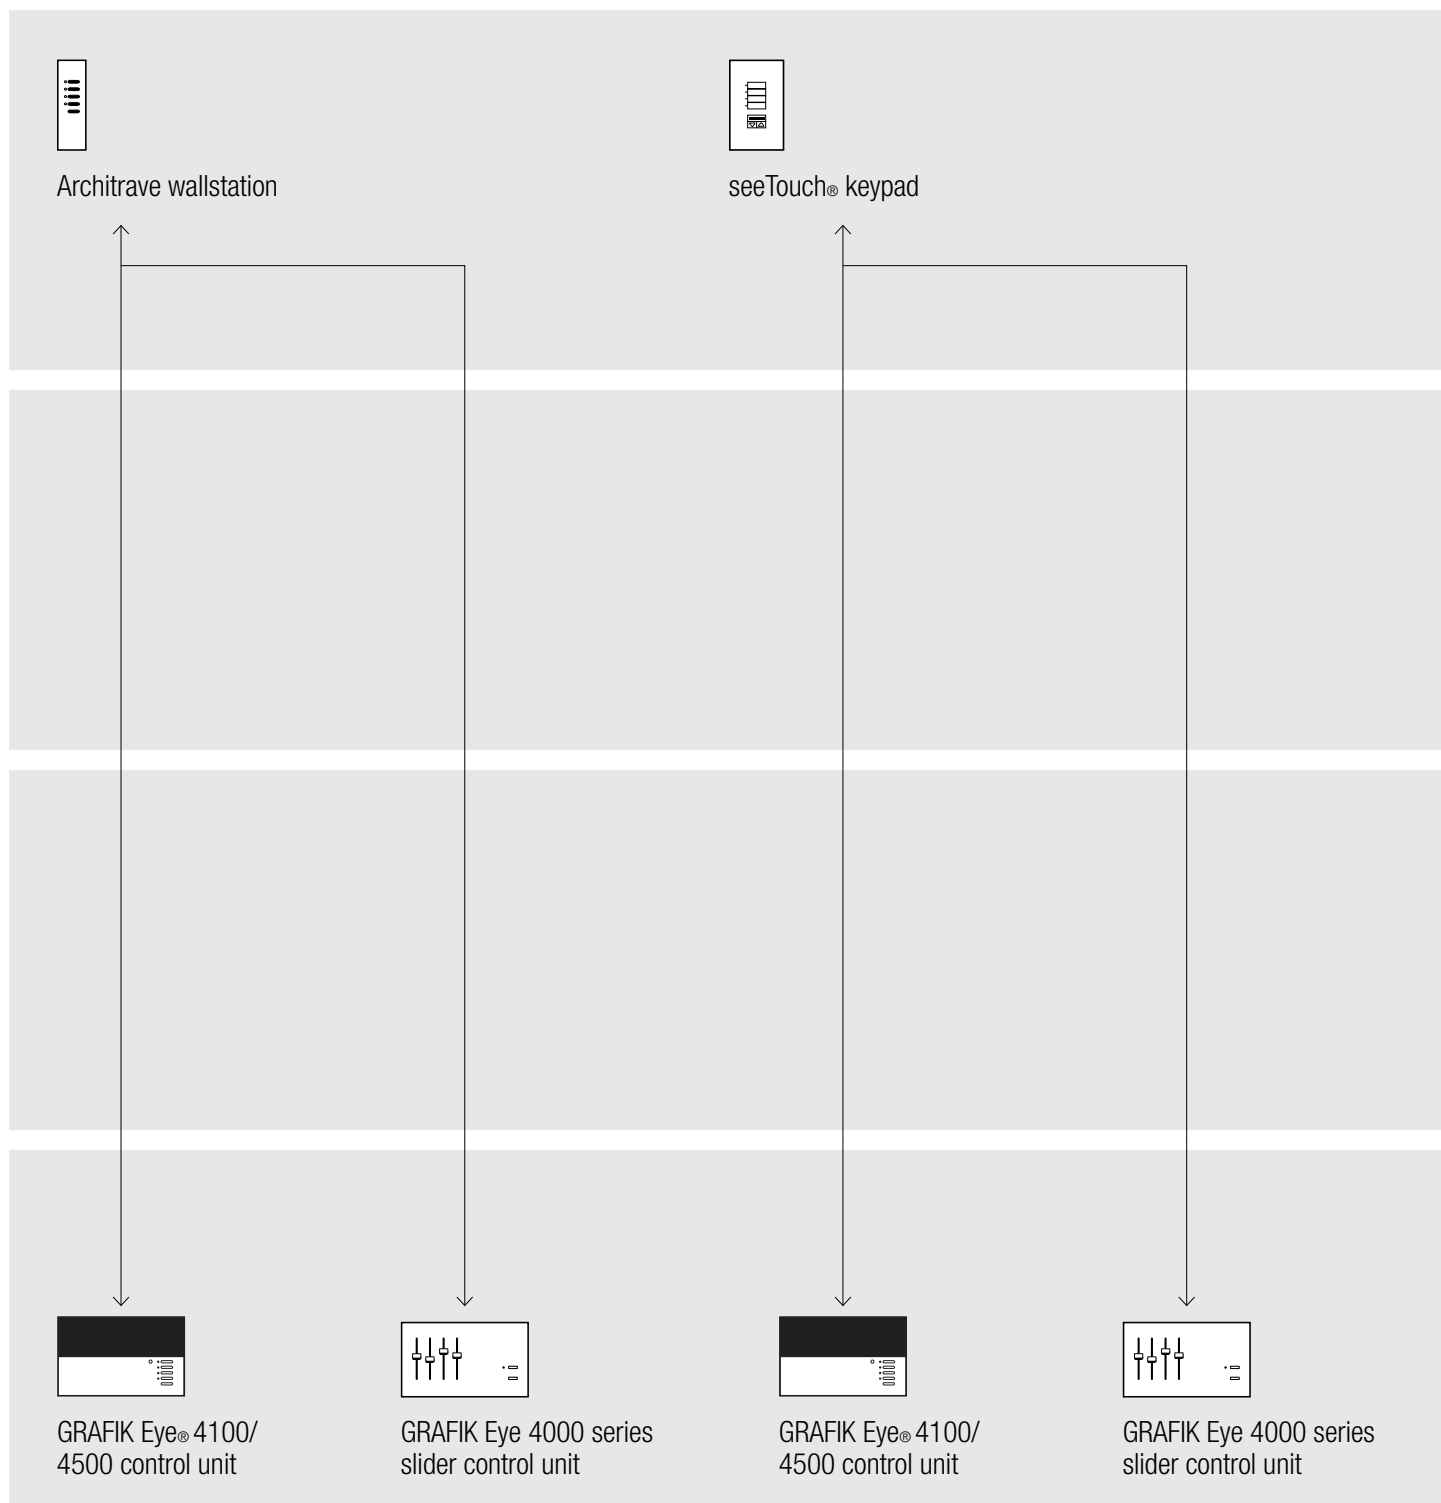 Architrave wallstation
seeTouch® keypad
GRAFIK Eye® 4100/
4500 control unit
GRAFIK Eye 4000 series
slider control unit
GRAFIK Eye® 4100/
4500 control unit
GRAFIK Eye 4000 series
slider control unit